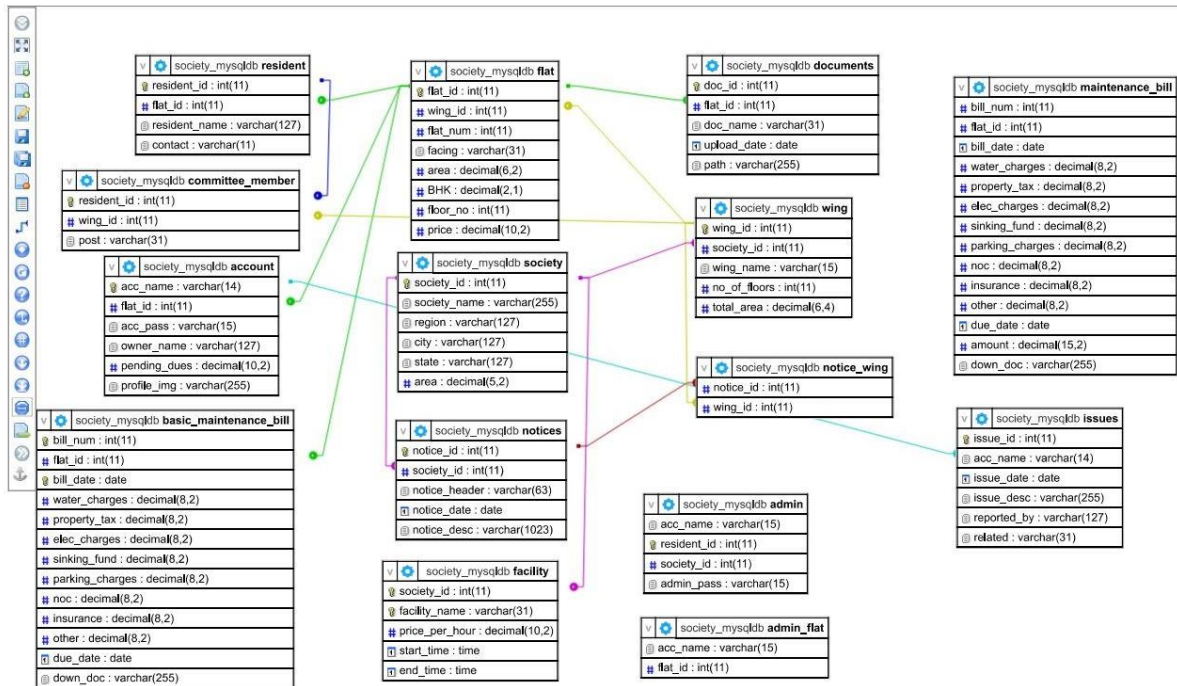 society_mysqldb resident
resident_id : int(11)
flat_id : int(11)
resident_name : varchar(127)
contact : varchar(11)
society_mysqldb committee_member
resident_id : int(11)
wing_id : int(11)
post : varchar(31)
society_mysqldb account
acc_name : varchar(14)
flat_id : int(11)
acc_pass : varchar(15)
owner_name : varchar(127)
pending_dues : decimal(10,2)
profile_img : varchar(255)
society_mysqldb basic_maintenance_bill
bill_num : int(11)
flat_id : int(11)
bill_date : date
water_charges : decimal(8,2)
property_tax : decimal(8,2)
elec_charges : decimal(8,2)
sinking_fund : decimal(8,2)
parking_charges : decimal(8,2)
noc : decimal(8,2)
insurance : decimal(8,2)
other : decimal(8,2)
due_date : date
down_doc : varchar(255)
society_mysqldb flat
flat_id : int(11)
wing_id : int(11)
flat_num : int(11)
facing : varchar(31)
area : decimal(6,2)
BHK : decimal(2,1)
floor_no : int(11)
price : decimal(10,2)
society_mysqldb society
society_id : int(11)
society_name : varchar(255)
region : varchar(127)
city : varchar(127)
state : varchar(127)
area : decimal(5,2)
society_mysqldb notices
notice_id : int(11)
society_id : int(11)
notice_header : varchar(63)
notice_date : date
notice_desc : varchar(1023)
society_mysqldb facility
society_id : int(11)
facility_name : varchar(31)
price_per_hour : decimal(10,2)
start_time : time
end_time : time
society_mysqldb documents
doc_id : int(11)
flat_id : int(11)
doc_name : varchar(31)
upload_date : date
path : varchar(255)
society_mysqldb wing
wing_id : int(11)
society_id : int(11)
wing_name : varchar(15)
no_of_floors : int(11)
total_area : decimal(6,4)
society_mysqldb notice_wing
notice_id : int(11)
wing_id : int(11)
society_mysqldb admin
acc_name : varchar(15)
resident_id : int(11)
society_id : int(11)
admin_pass : varchar(15)
society_mysqldb admin_flat
acc_name : varchar(15)
flat_id : int(11)
society_mysqldb maintenance_bill
bill_num : int(11)
flat_id : int(11)
bill_date : date
water_charges : decimal(8,2)
property_tax : decimal(8,2)
elec_charges : decimal(8,2)
sinking_fund : decimal(8,2)
parking_charges : decimal(8,2)
noc : decimal(8,2)
insurance : decimal(8,2)
other : decimal(8,2)
due_date : date
amount : decimal(15,2)
down_doc : varchar(255)
society_mysqldb issues
issue_id : int(11)
acc_name : varchar(14)
issue_date : date
issue_desc : varchar(255)
reported_by : varchar(127)
related : varchar(31)